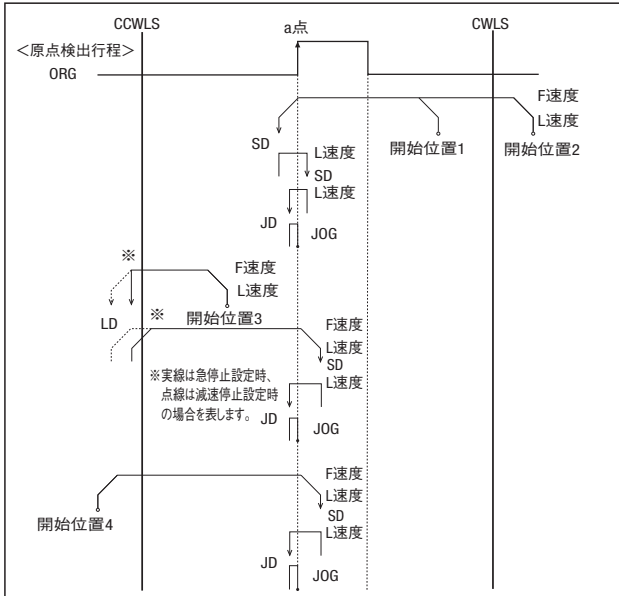 CCWLS
a点
CWLS
＜原点検出行程＞
ORG
F速度
L速度
SD
開始位置1
開始位置2
L速度
SD
L速度
JD
JOG
※
F速度
L速度
LD
※
開始位置3
F速度
L速度
SD
※実線は急停止設定時、
点線は減速停止設定時
の場合を表します。
L速度
JD
JOG
F速度
L速度
SD
開始位置4
L速度
JD
JOG